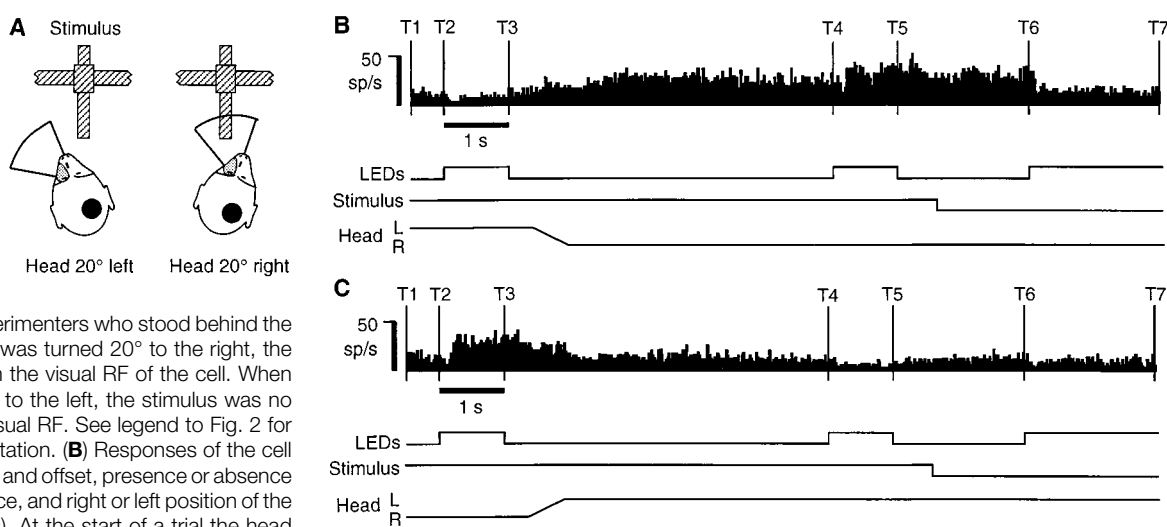 A
Stimulus
Head 20° left
Head 20° right
erimenters who stood behind the
was turned 20° to the right, the
the visual RF of the cell. When
to the left, the stimulus was no
sual RF. See legend to Fig. 2 for
tation. (B) Responses of the cell
and offset, presence or absence
ce, and right or left position of the
). At the start of a trial the head
B
T1 T2 T3 T4 T5 T6 T7
50
sp/s
1 s
LEDs
Stimulus
Head L
R
C
T1 T2 T3 T4 T5 T6 T7
50
sp/s
1 s
LEDs
Stimulus
Head L
R